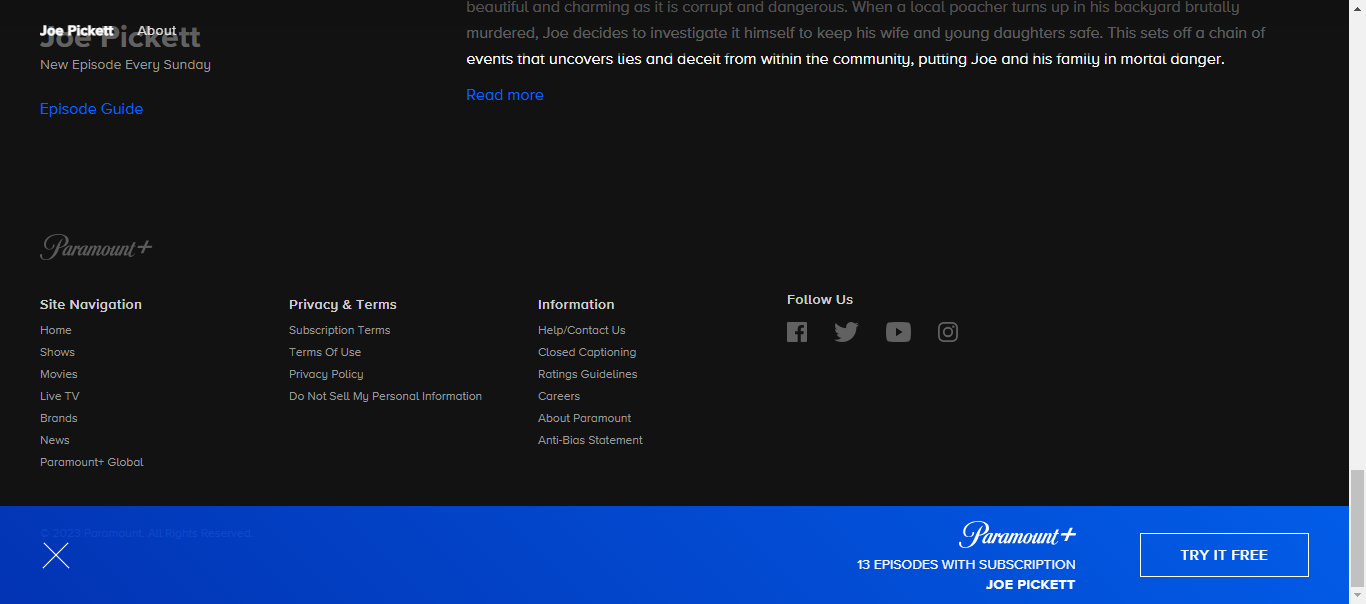 Joe Pickett About
Joe Pickett
New Episode Every Sunday
Episode Guide
beautiful and charming as it is corrupt and dangerous. When a local poacher turns up in his backyard brutally
murdered, Joe decides to investigate it himself to keep his wife and young daughters safe. This sets off a chain of
events that uncovers lies and deceit from within the community, putting Joe and his family in mortal danger.
Read more
Paramount+
Site Navigation
Home
Shows
Movies
Live TV
Brands
News
Paramount+ Global
Privacy & Terms
Subscription Terms
Terms Of Use
Privacy Policy
Do Not Sell My Personal Information
Information
Help/Contact Us
Closed Captioning
Ratings Guidelines
Careers
About Paramount
Anti-Bias Statement
Follow Us
© 2023 Paramount, All Rights Reserved.
Paramount+
13 EPISODES WITH SUBSCRIPTION
JOE PICKETT
TRY IT FREE